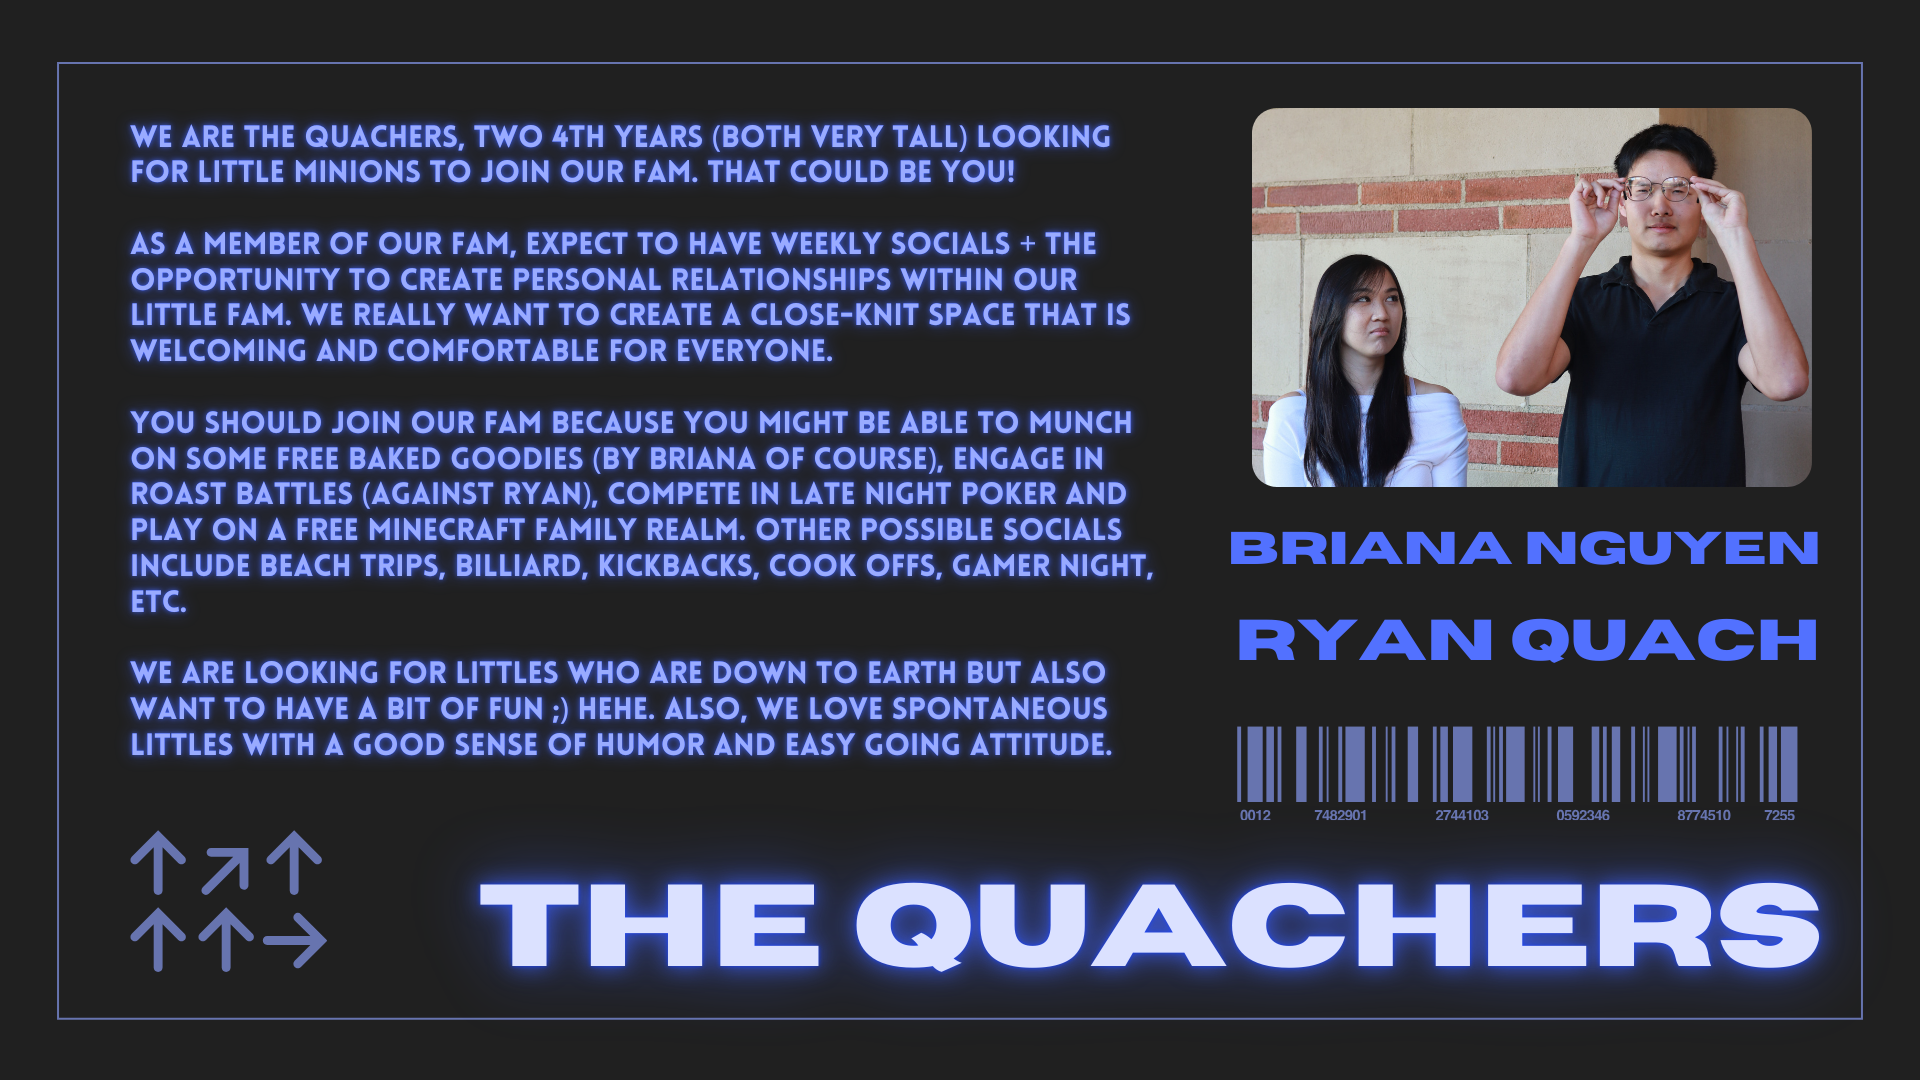 WE ARE THE QUACHERS, TWO 4TH YEARS (BOTH VERY TALL) LOOKING
FOR LITTLE MINIONS TO JOIN OUR FAM. THAT COULD BE YOU!
AS A MEMBER OF OUR FAM, EXPECT TO HAVE WEEKLY SOCIALS + THE
OPPORTUNITY TO CREATE PERSONAL RELATIONSHIPS WITHIN OUR
LITTLE FAM. WE REALLY WANT TO CREATE A CLOSE-KNIT SPACE THAT IS
WELCOMING AND COMFORTABLE FOR EVERYONE.
YOU SHOULD JOIN OUR FAM BECAUSE YOU MIGHT BE ABLE TO MUNCH
ON SOME FREE BAKED GOODIES (BY BRIANA OF COURSE), ENGAGE IN
ROAST BATTLES (AGAINST RYAN), COMPETE IN LATE NIGHT POKER AND
PLAY ON A FREE MINECRAFT FAMILY REALM. OTHER POSSIBLE SOCIALS
INCLUDE BEACH TRIPS, BILLIARD, KICKBACKS, COOK OFFS, GAMER NIGHT,
ETC.
WE ARE LOOKING FOR LITTLES WHO ARE DOWN TO EARTH BUT ALSO
WANT TO HAVE A BIT OF FUN ;) HEHE. ALSO, WE LOVE SPONTANEOUS
LITTLES WITH A GOOD SENSE OF HUMOR AND EASY GOING ATTITUDE.
BRIANA NGUYEN
RYAN QUACH
0012 7482901 2744103 0592346 8774510 7255
THE QUACHERS